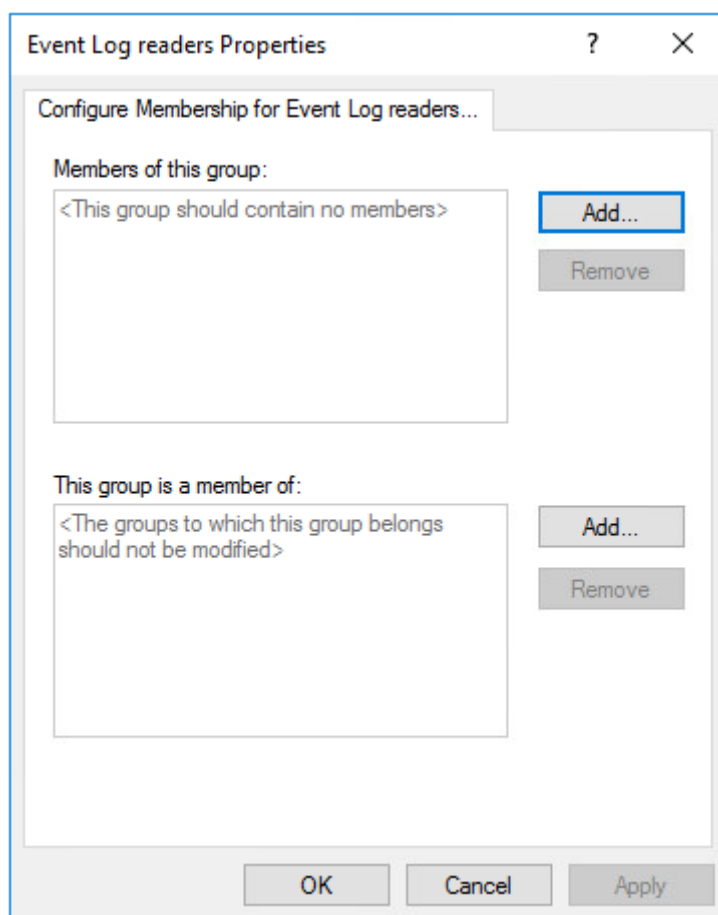 Event Log readers Properties
?
Configure Membership for Event Log readers...
Members of this group:
<This group should contain no members>
Add...
Remove
This group is a member of:
<The groups to which this group belongs
should not be modified>
Add...
Remove
OK
Cancel
Apply